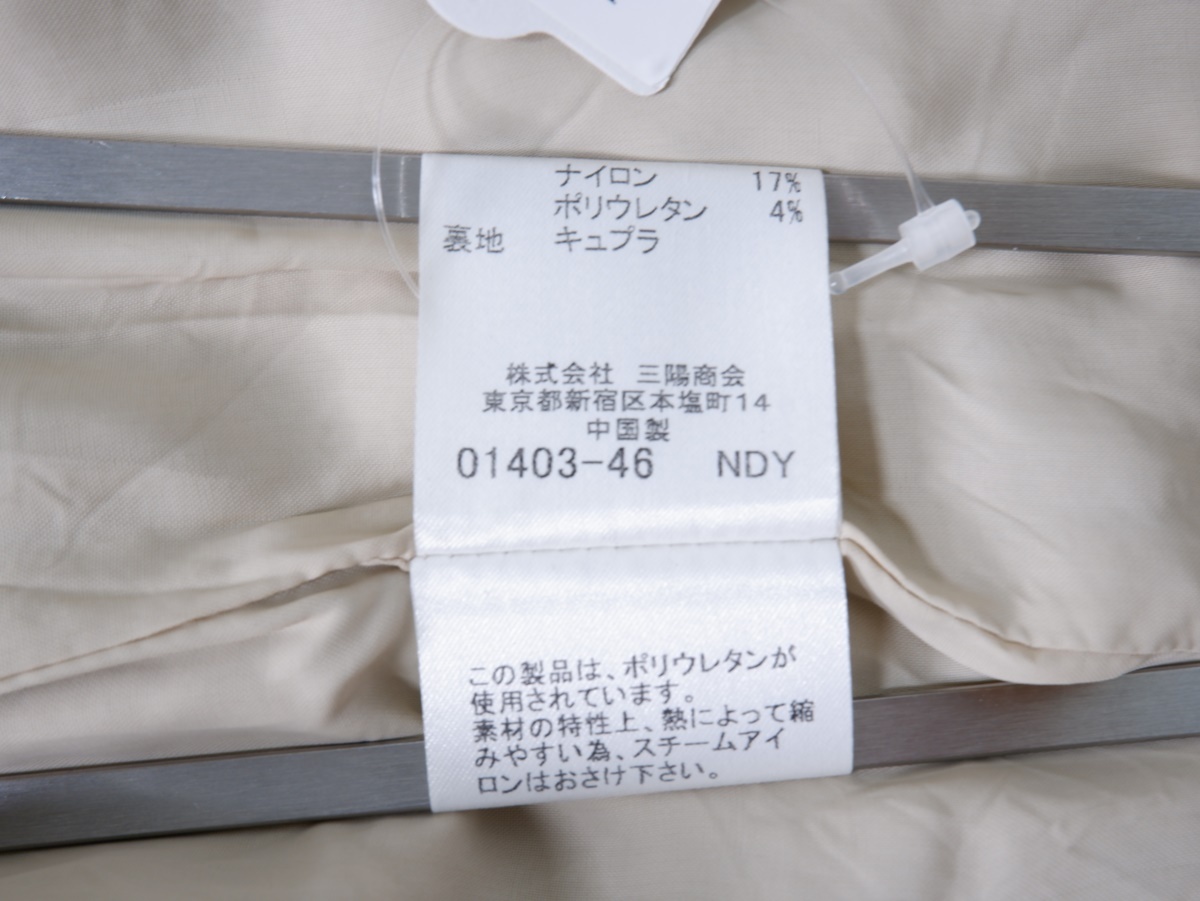 ナイロン 17%
ポリウレタン 4%
裏地 キュプラ
株式会社 三陽商会
東京都新宿区本塩町14
中国製
01403-46 NDY
この製品は、ポリウレタンが
使用されています。
素材の特性上、熱によって縮
みやすい為、スチームアイ
ロンはおさけ下さい。